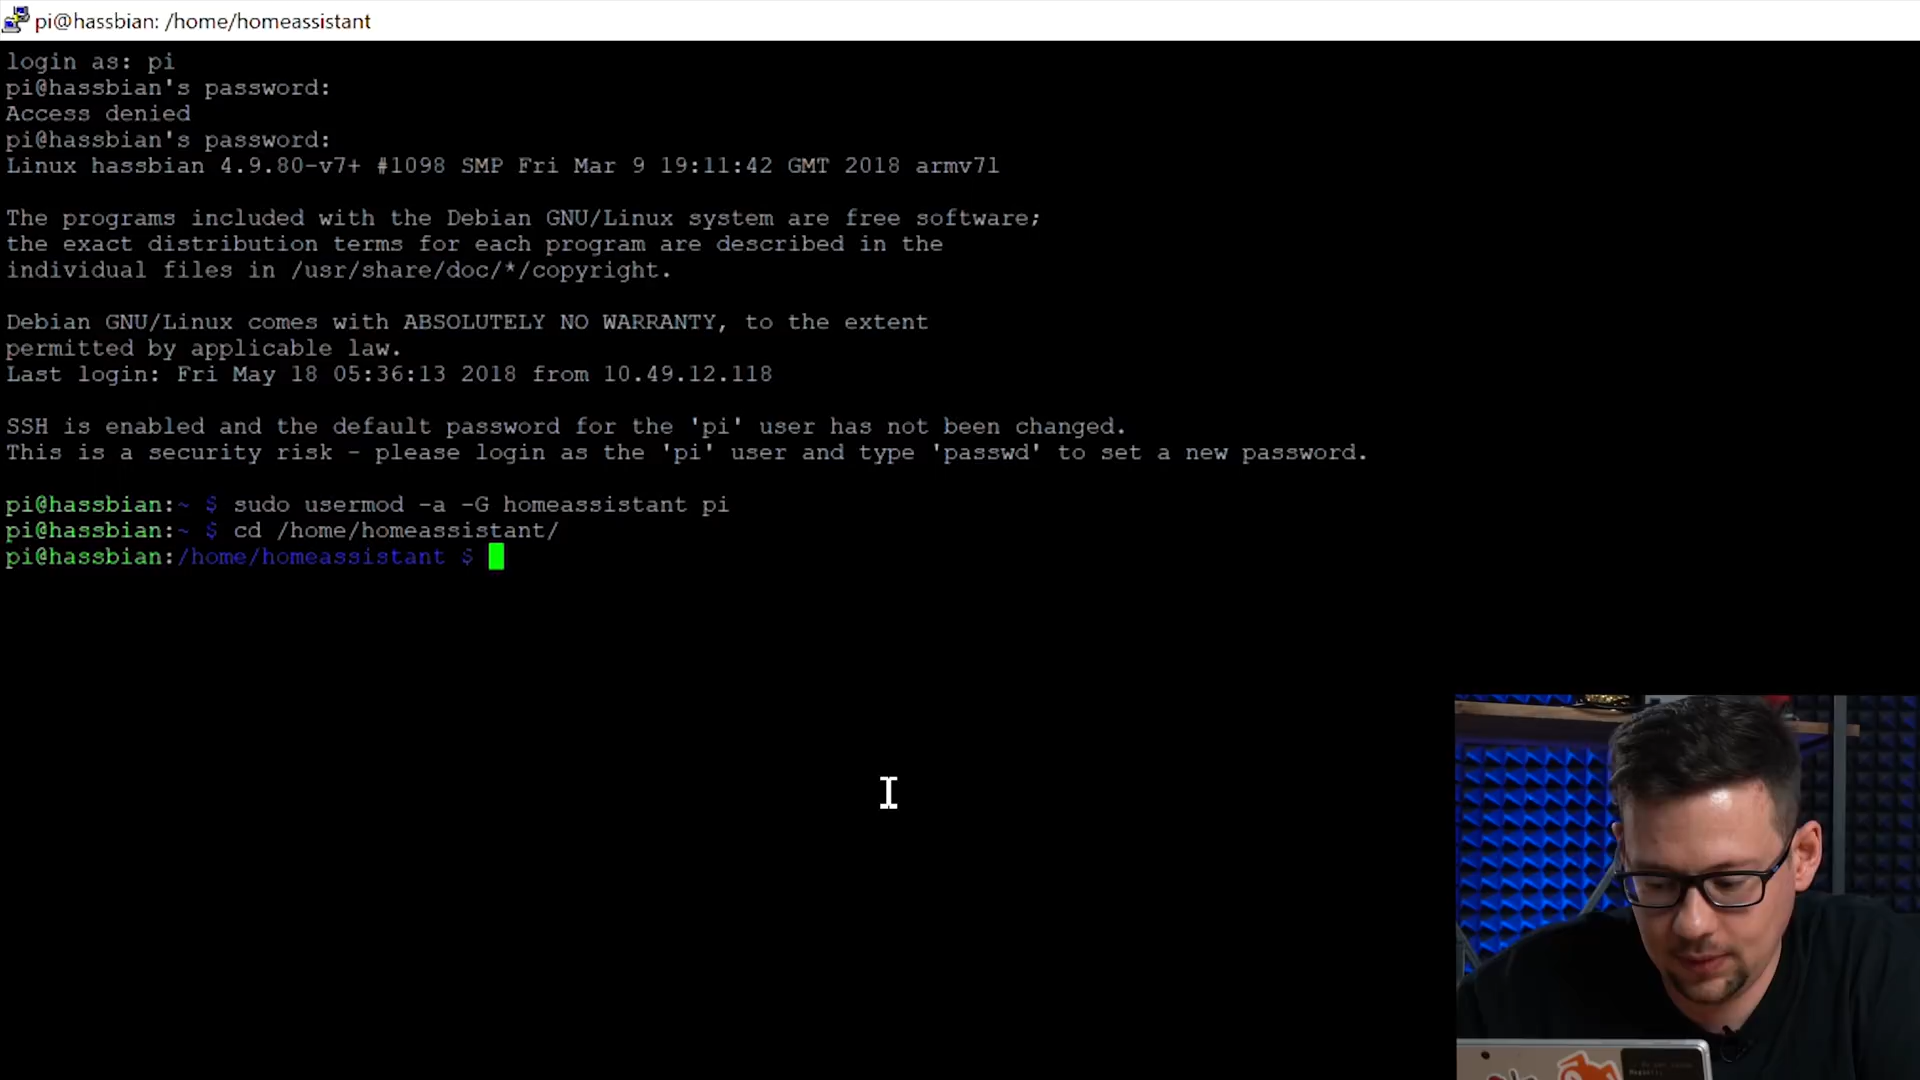 pi@hassbian: /home/homeassistant
login as: pi
pi@hassbian's password:
Access denied
pi@hassbian's password:
Linux hassbian 4.9.80-v7+ #1098 SMP Fri Mar 9 19:11:42 GMT 2018 armv7l
The programs included with the Debian GNU/Linux system are free software;
the exact distribution terms for each program are described in the
individual files in /usr/share/doc/*/copyright.
Debian GNU/Linux comes with ABSOLUTELY NO WARRANTY, to the extent
permitted by applicable law.
Last login: Fri May 18 05:36:13 2018 from 10.49.12.118
SSH is enabled and the default password for the 'pi' user has not been changed.
This is a security risk - please login as the 'pi' user and type 'passwd' to set a new password.
pi@hassbian:~ $ sudo usermod -a -G homeassistant pi
pi@hassbian:~ $ cd /home/homeassistant/
pi@hassbian:/home/homeassistant $